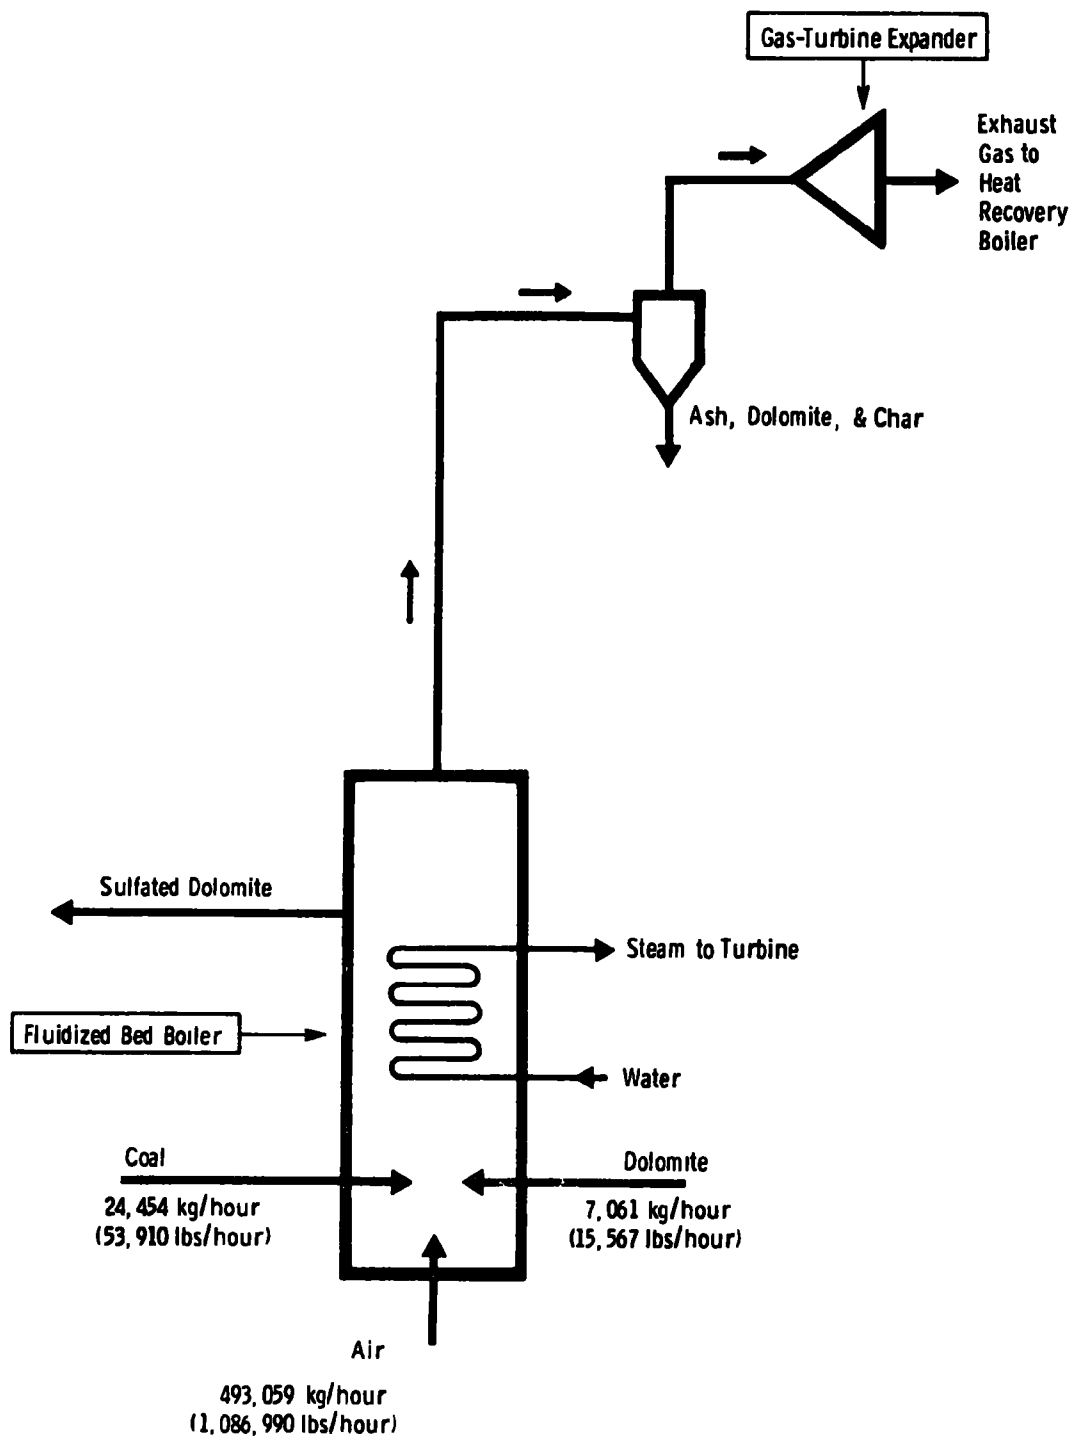 Gas-Turbine Expander
Exhaust
Gas to
Heat
Recovery
Boiler
Ash, Dolomite, & Char
Sulfated Dolomite
Steam to Turbine
Fluidized Bed Boiler
Water
Coal
24,454 kg/hour
(53,910 lbs/hour)
Dolomite
7,061 kg/hour
(15,567 lbs/hour)
Air
493,059 kg/hour
(1,086,990 lbs/hour)